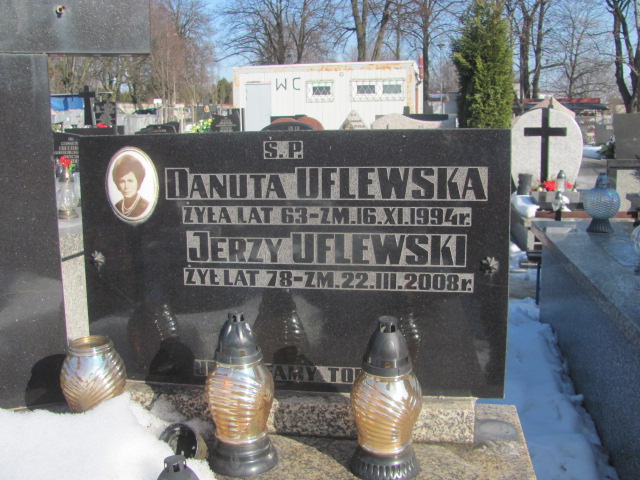 WC
Ś.P.
DANUTA UFLEWSKA
ŻYŁA LAT 63-ZM.16.XI.1994r.
JERZY UFLEWSKI
ŻYŁ LAT 78-ZM.22.III.2008r.